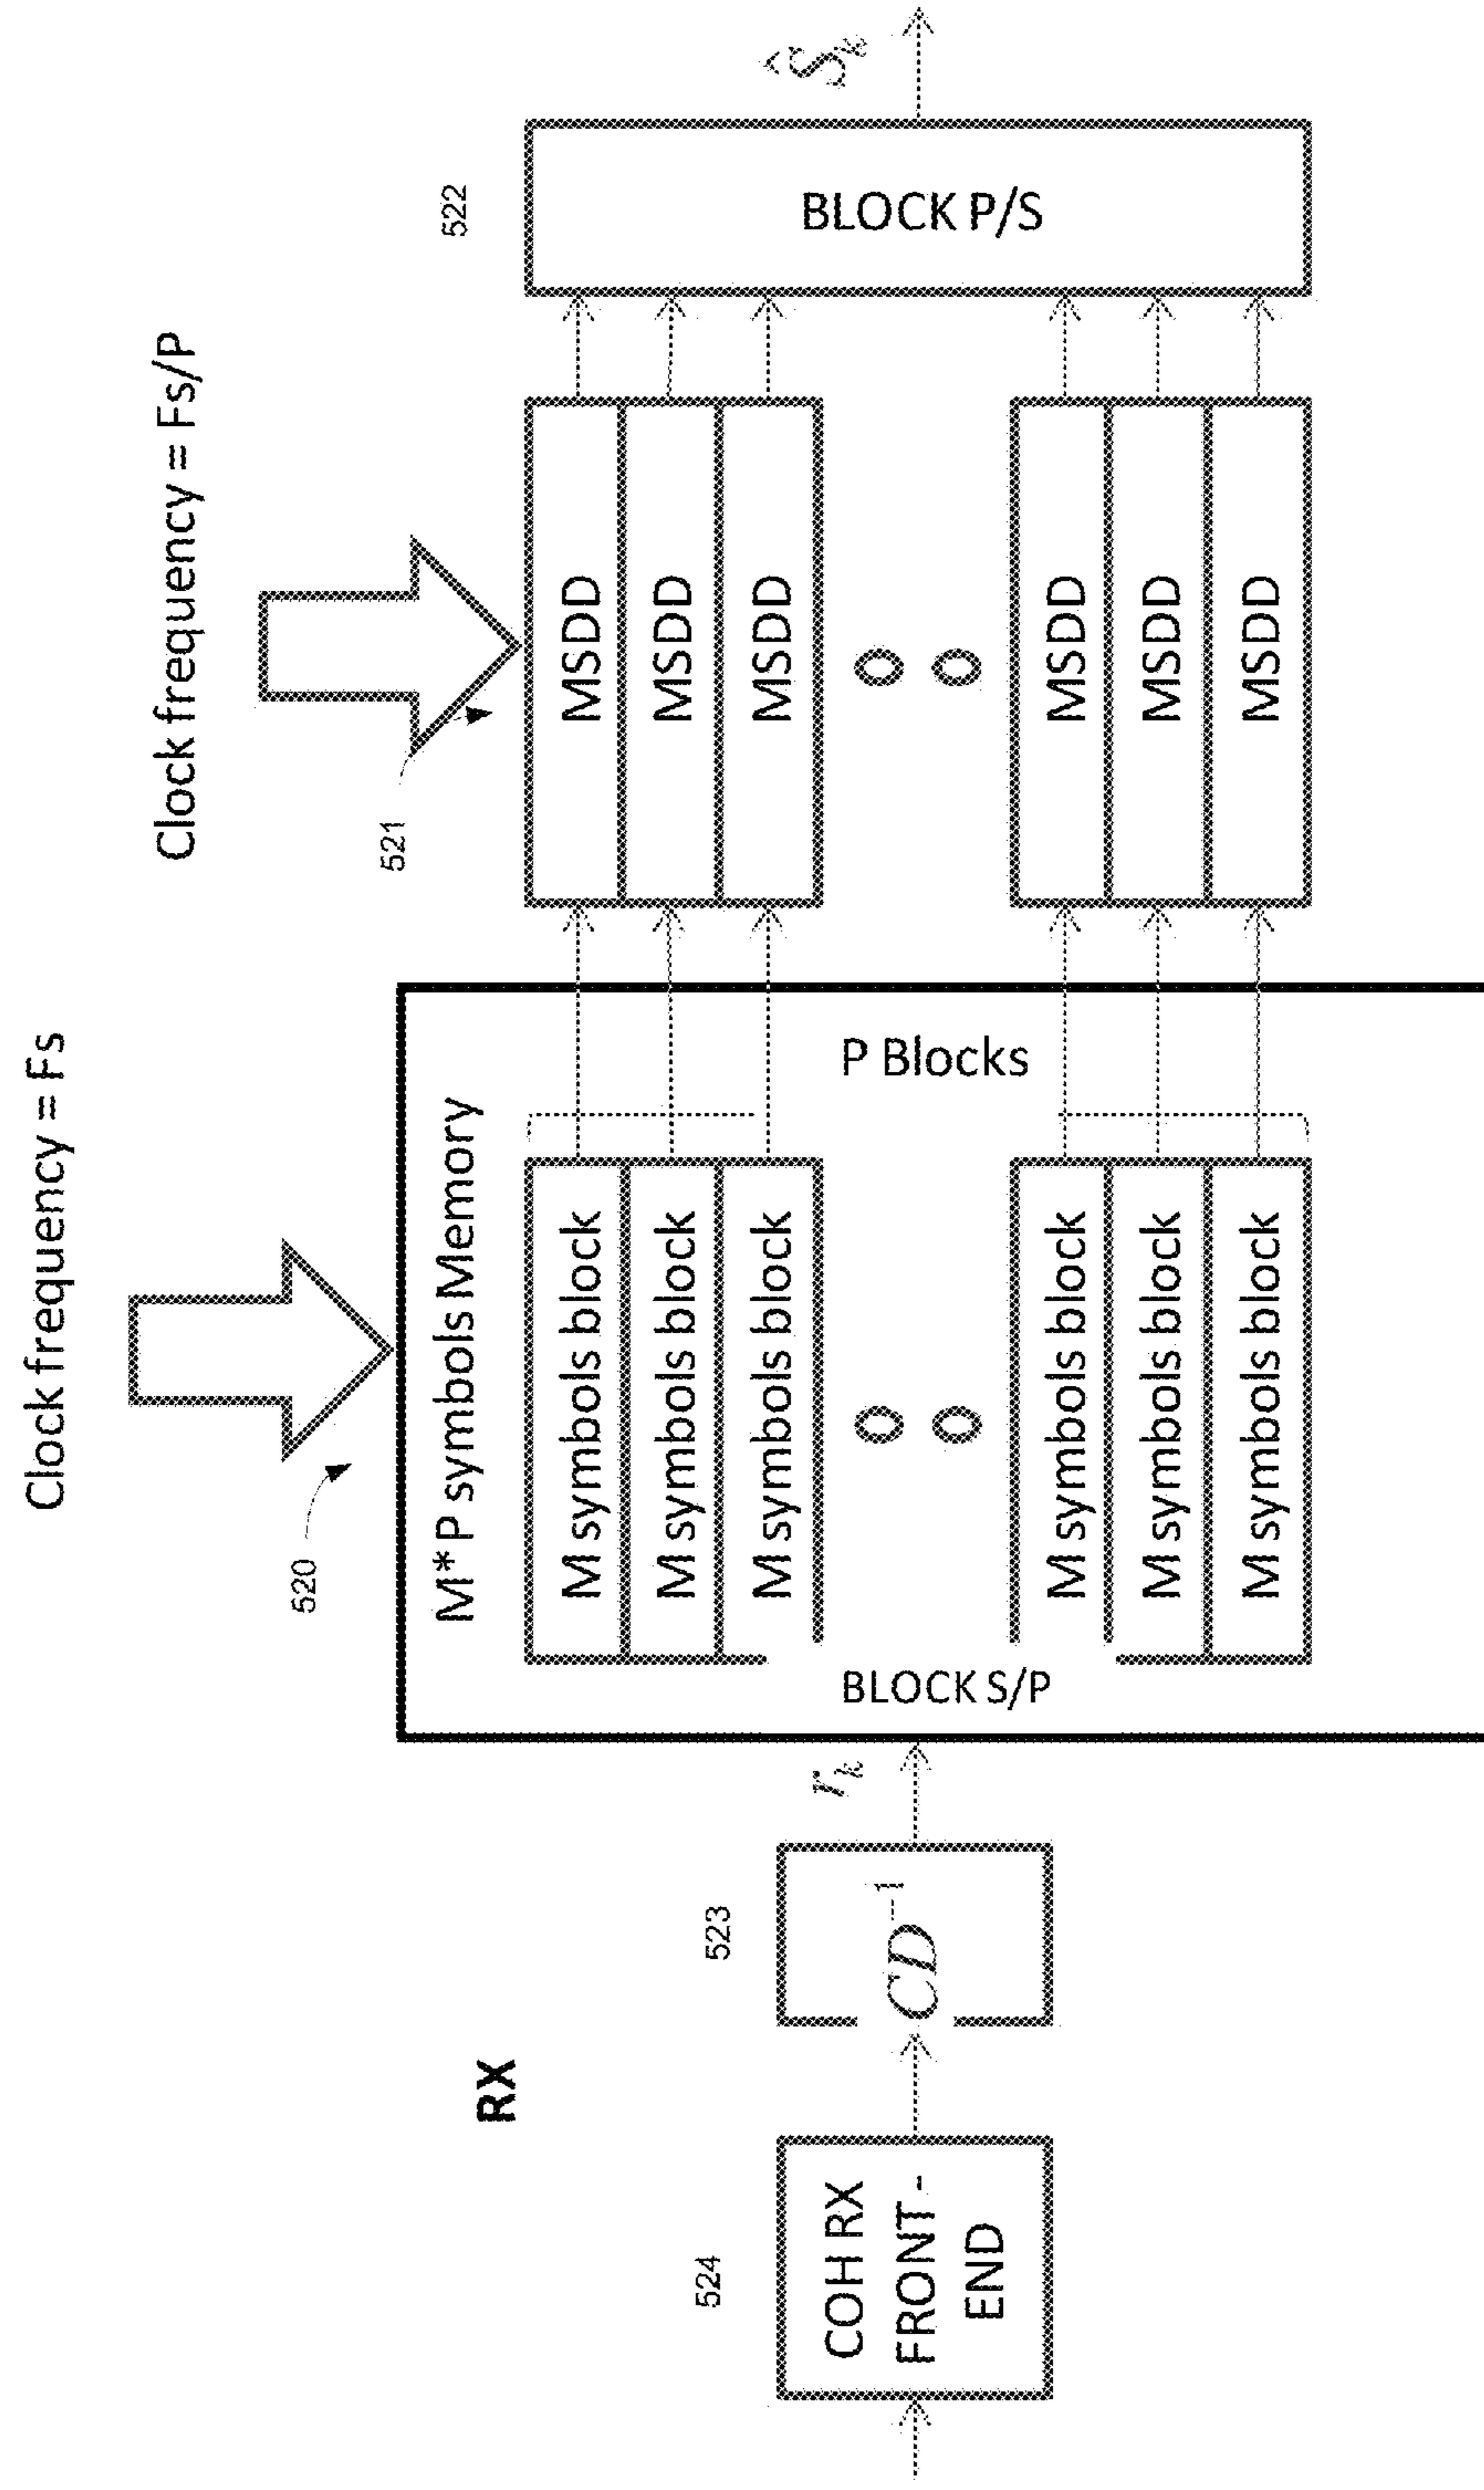 Clock frequency = Fs
Clock frequency = Fs/P
520
521
522
M*P symbols Memory
M symbols block
M symbols block
M symbols block
O O
M symbols block
M symbols block
M symbols block
P Blocks
BLOCK S/P
MSDD
MSDD
MSDD
O O
MSDD
MSDD
MSDD
BLOCK P/S
ŝₖ
RX
524
COH RX
FRONT-
END
523
CD⁻¹
rₖ